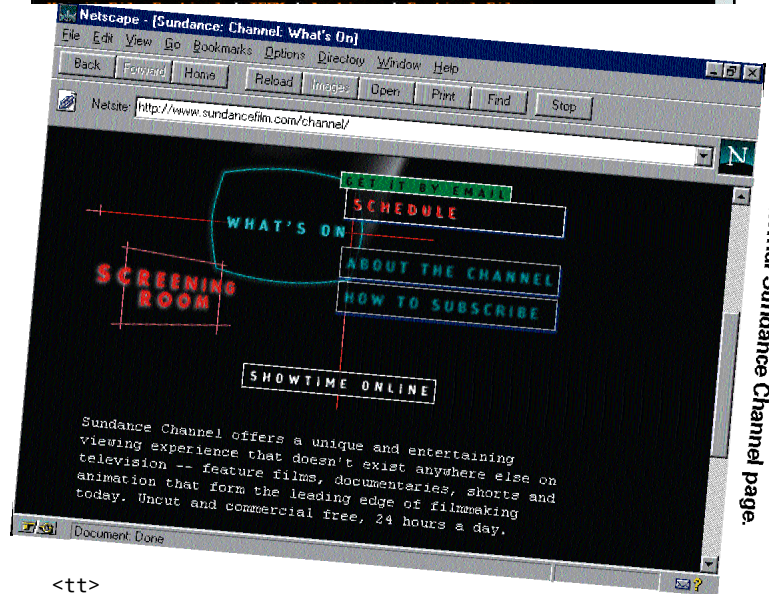 Netscape - [Sundance: Channel: What's On]
File Edit View Go Bookmarks Options Directory Window Help
Back Forward Home Reload Images Open Print Find Stop
Netsite: http://www.sundancefilm.com/channel/
N
GET IT BY EMAIL
SCHEDULE
WHAT'S ON
ABOUT THE CHANNEL
SCREENING
ROOM
HOW TO SUBSCRIBE
SHOWTIME ONLINE
Sundance Channel offers a unique and entertaining
viewing experience that doesn't exist anywhere else on
television -- feature films, documentaries, shorts and
animation that form the leading edge of filmmaking
today. Uncut and commercial free, 24 hours a day.
Document: Done
Sundance Channel page.
<tt>